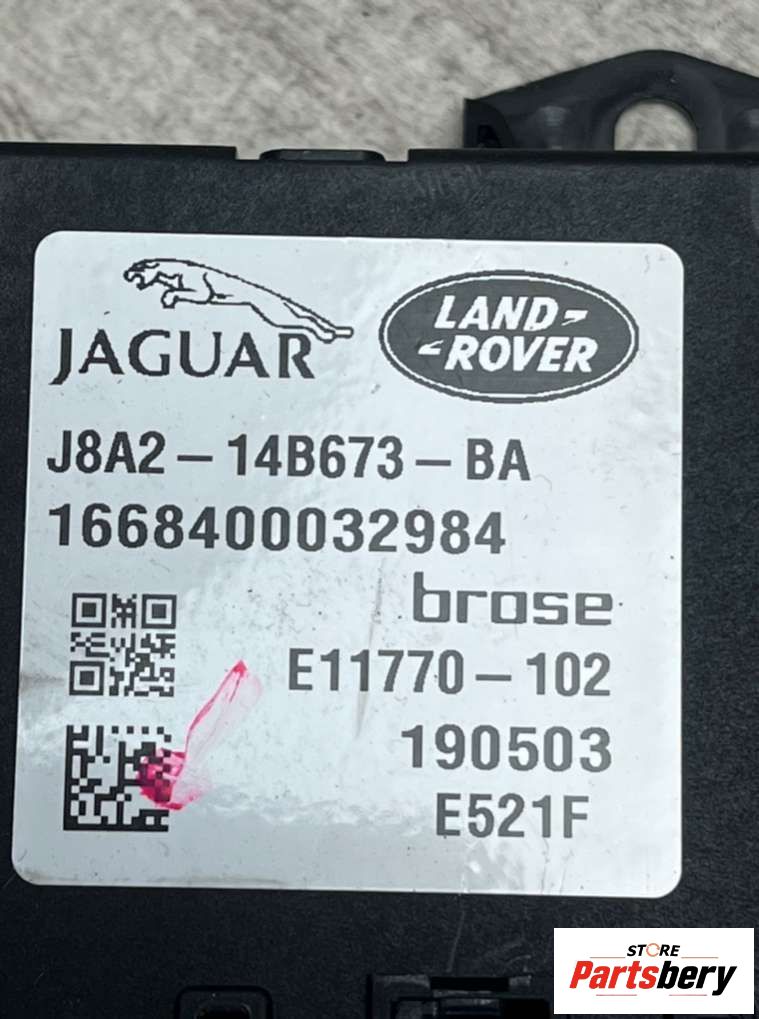 JAGUAR
LAND-
-ROVER
J8A2-14B673-BA
1668400032984
brose
E11770-102
190503
E521F
STORE
Partsbery